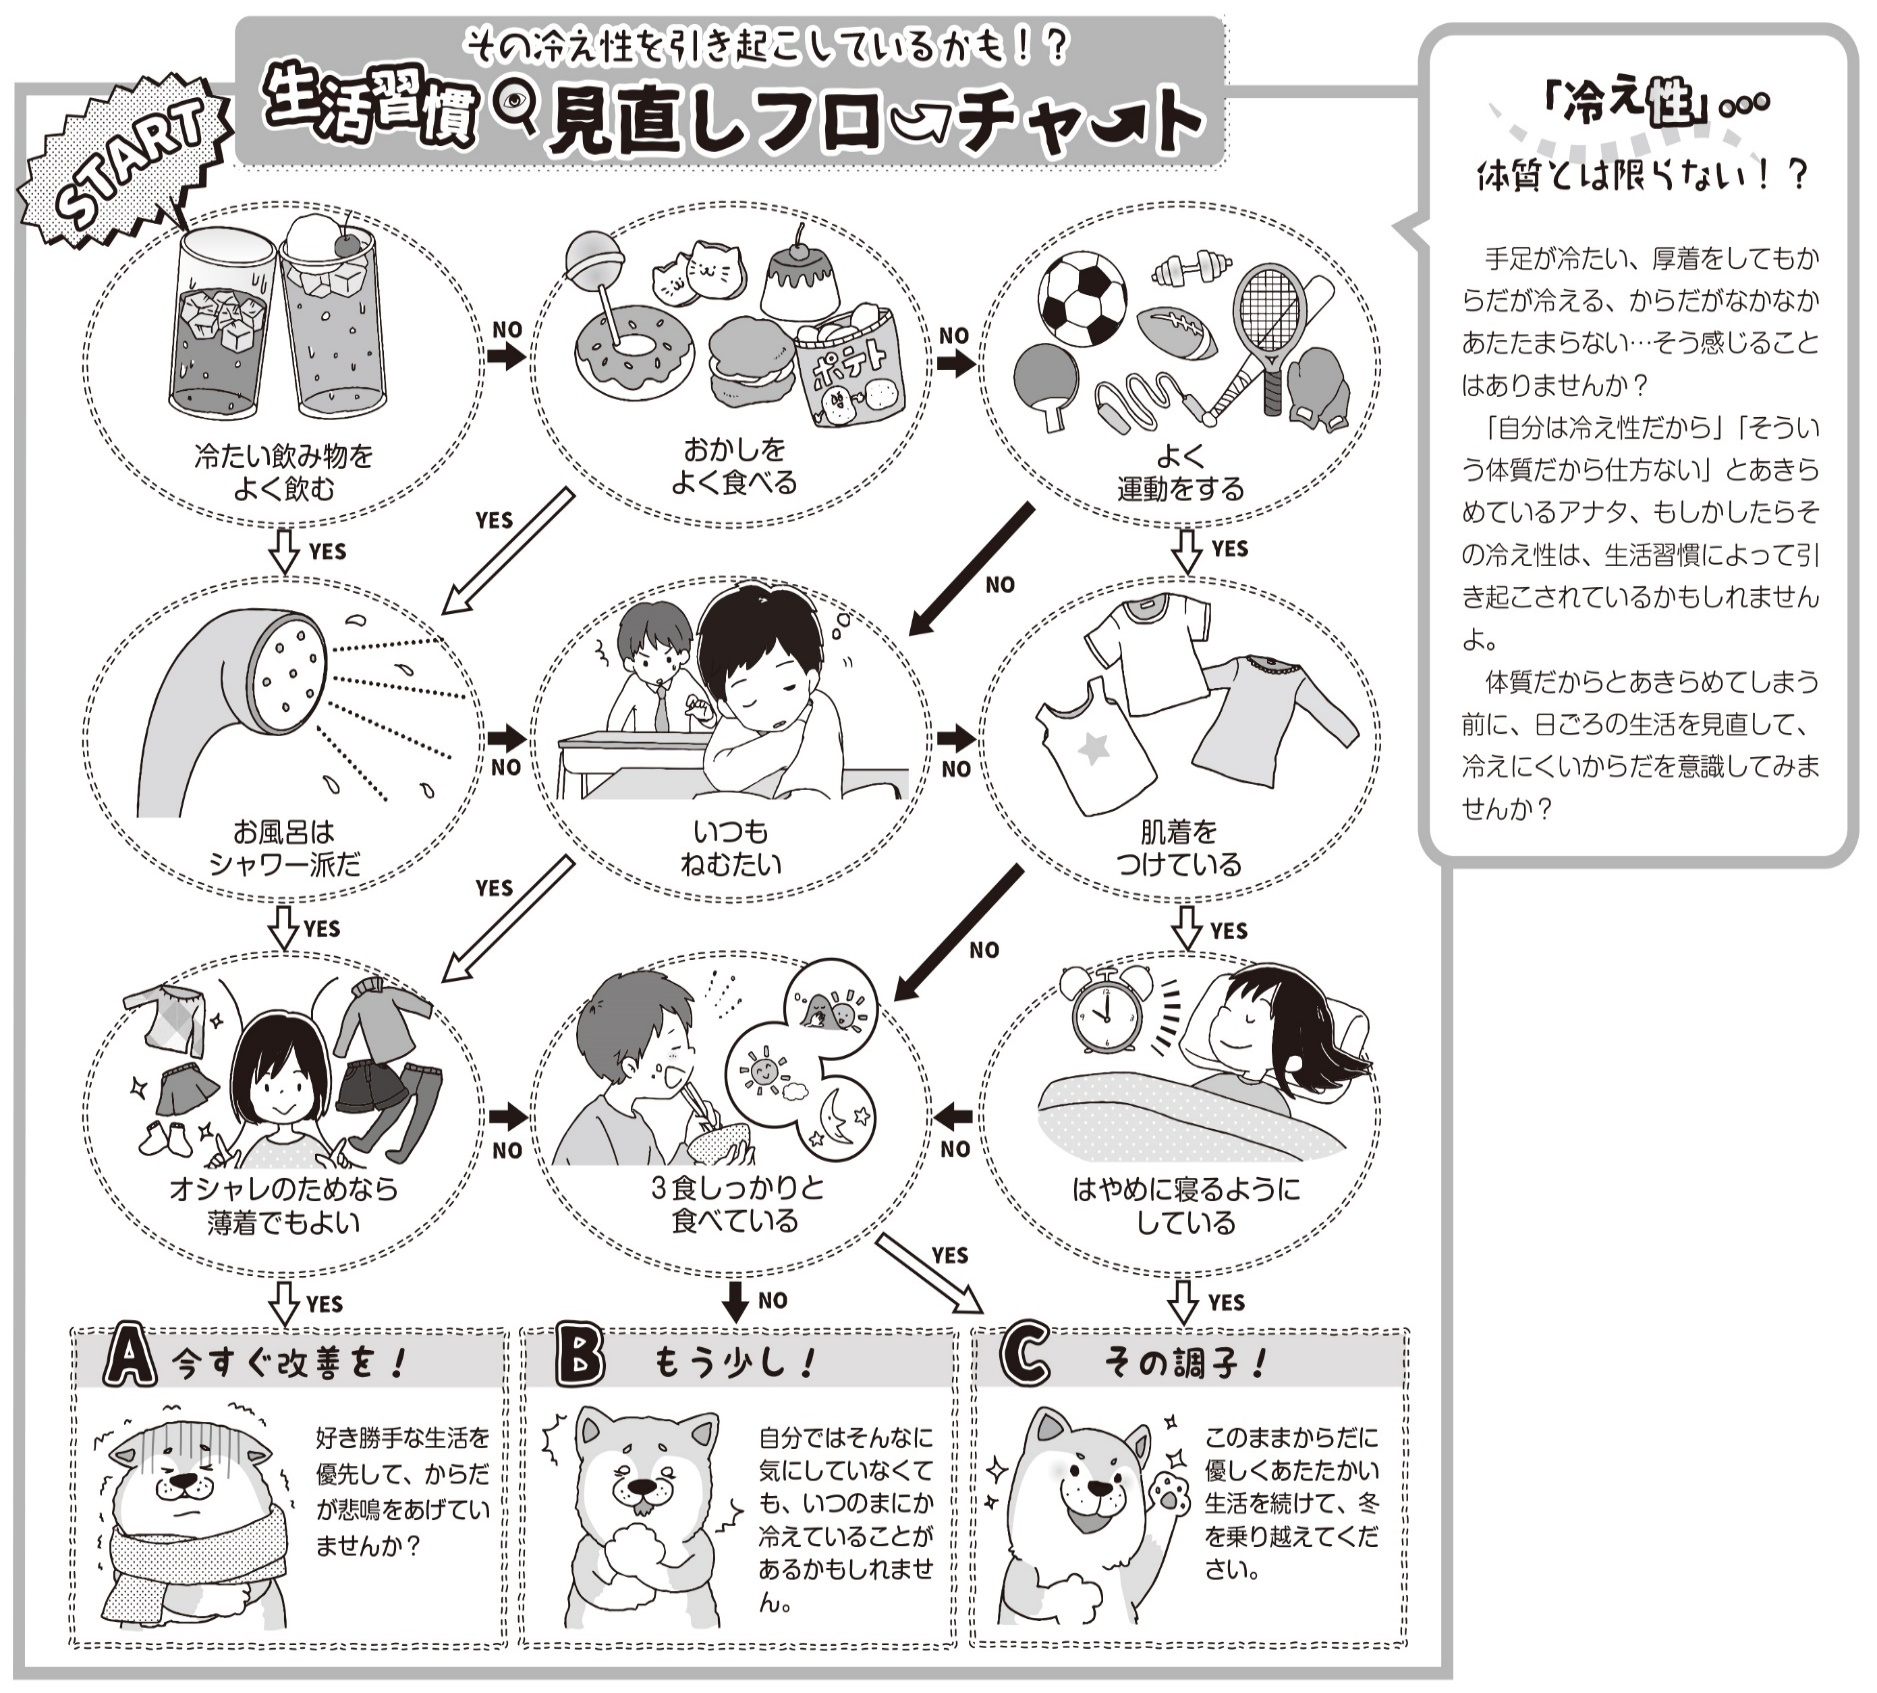 その冷え性を引き起こしているかも！？
生活習慣見直しフローチャート
START
冷たい飲み物を
よく飲む
NO
YES
ポテト
おかしを
よく食べる
NO
YES
よく
運動をする
NO
YES
お風呂は
シャワー派だ
NO
YES
いつも
ねむたい
NO
YES
肌着を
つけている
NO
YES
オシャレのためなら
薄着でもよい
NO
YES
３食しっかりと
食べている
NO
YES
はやめに寝るように
している
NO
YES
A 今すぐ改善を！
好き勝手な生活を
優先して、からだ
が悲鳴をあげてい
ませんか？
B もう少し！
自分ではそんなに
気にしていなくて
も、いつのまにか
冷えていることが
あるかもしれませ
ん。
C その調子！
このままからだに
優しくあたたかい
生活を続けて、冬
を乗り越えてくだ
さい。
「冷え性」…
体質とは限らない！？
手足が冷たい、厚着をしてもか
らだが冷える、からだがなかなか
あたたまらない…そう感じること
はありませんか？
「自分は冷え性だから」「そうい
う体質だから仕方ない」とあきら
めているアナタ、もしかしたらそ
の冷え性は、生活習慣によって引
き起こされているかもしれません
よ。
体質だからとあきらめてしまう
前に、日ごろの生活を見直して、
冷えにくいからだを意識してみま
せんか？